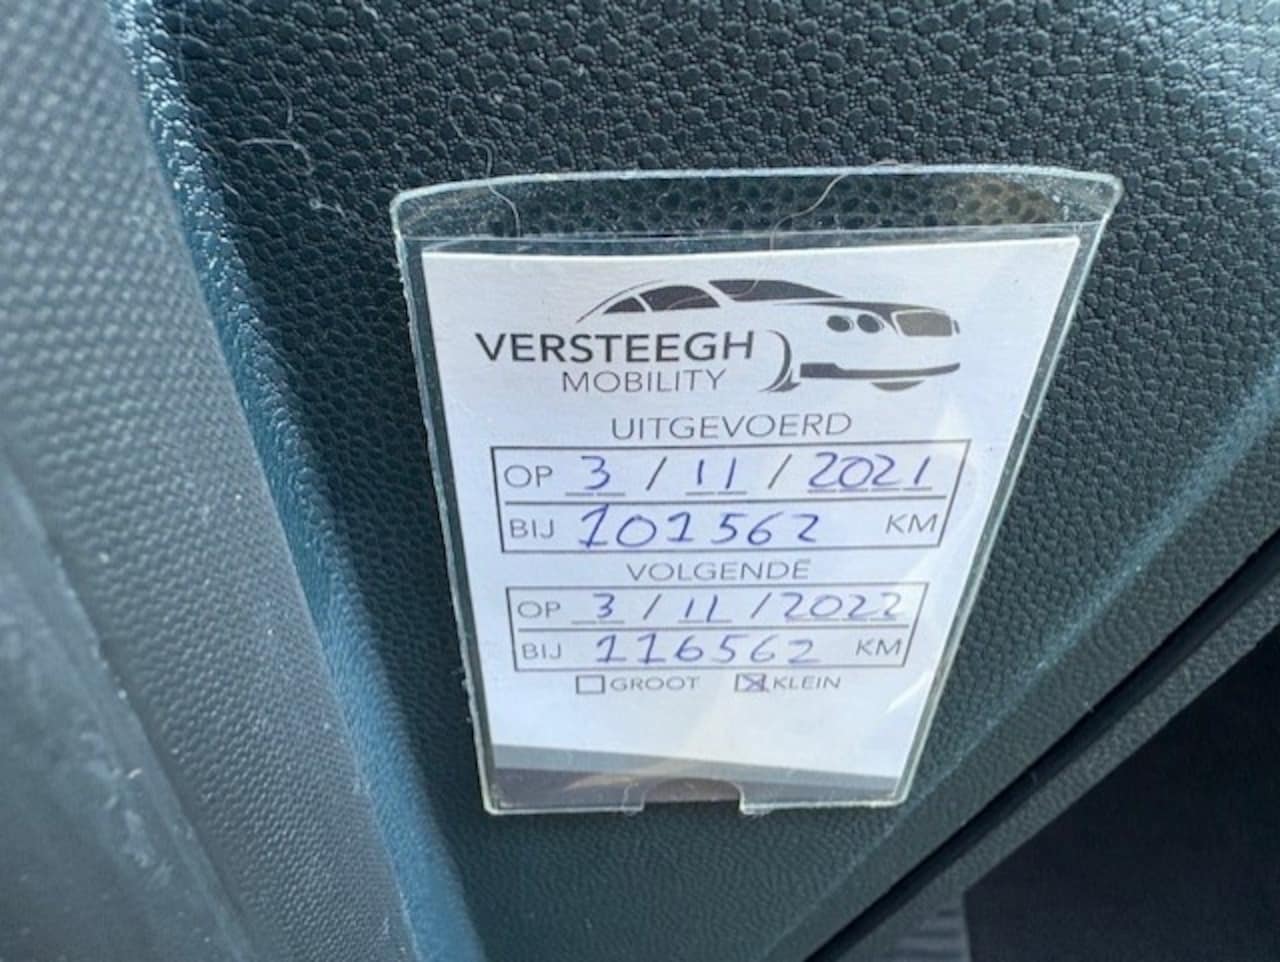 VERSTEEGH
MOBILITY
UITGEVOERD
OP 3 / 11 / 2021
BIJ 101562 KM
VOLGENDE
OP 3 / 11 / 2022
BIJ 116562 KM
GROOT KLEIN